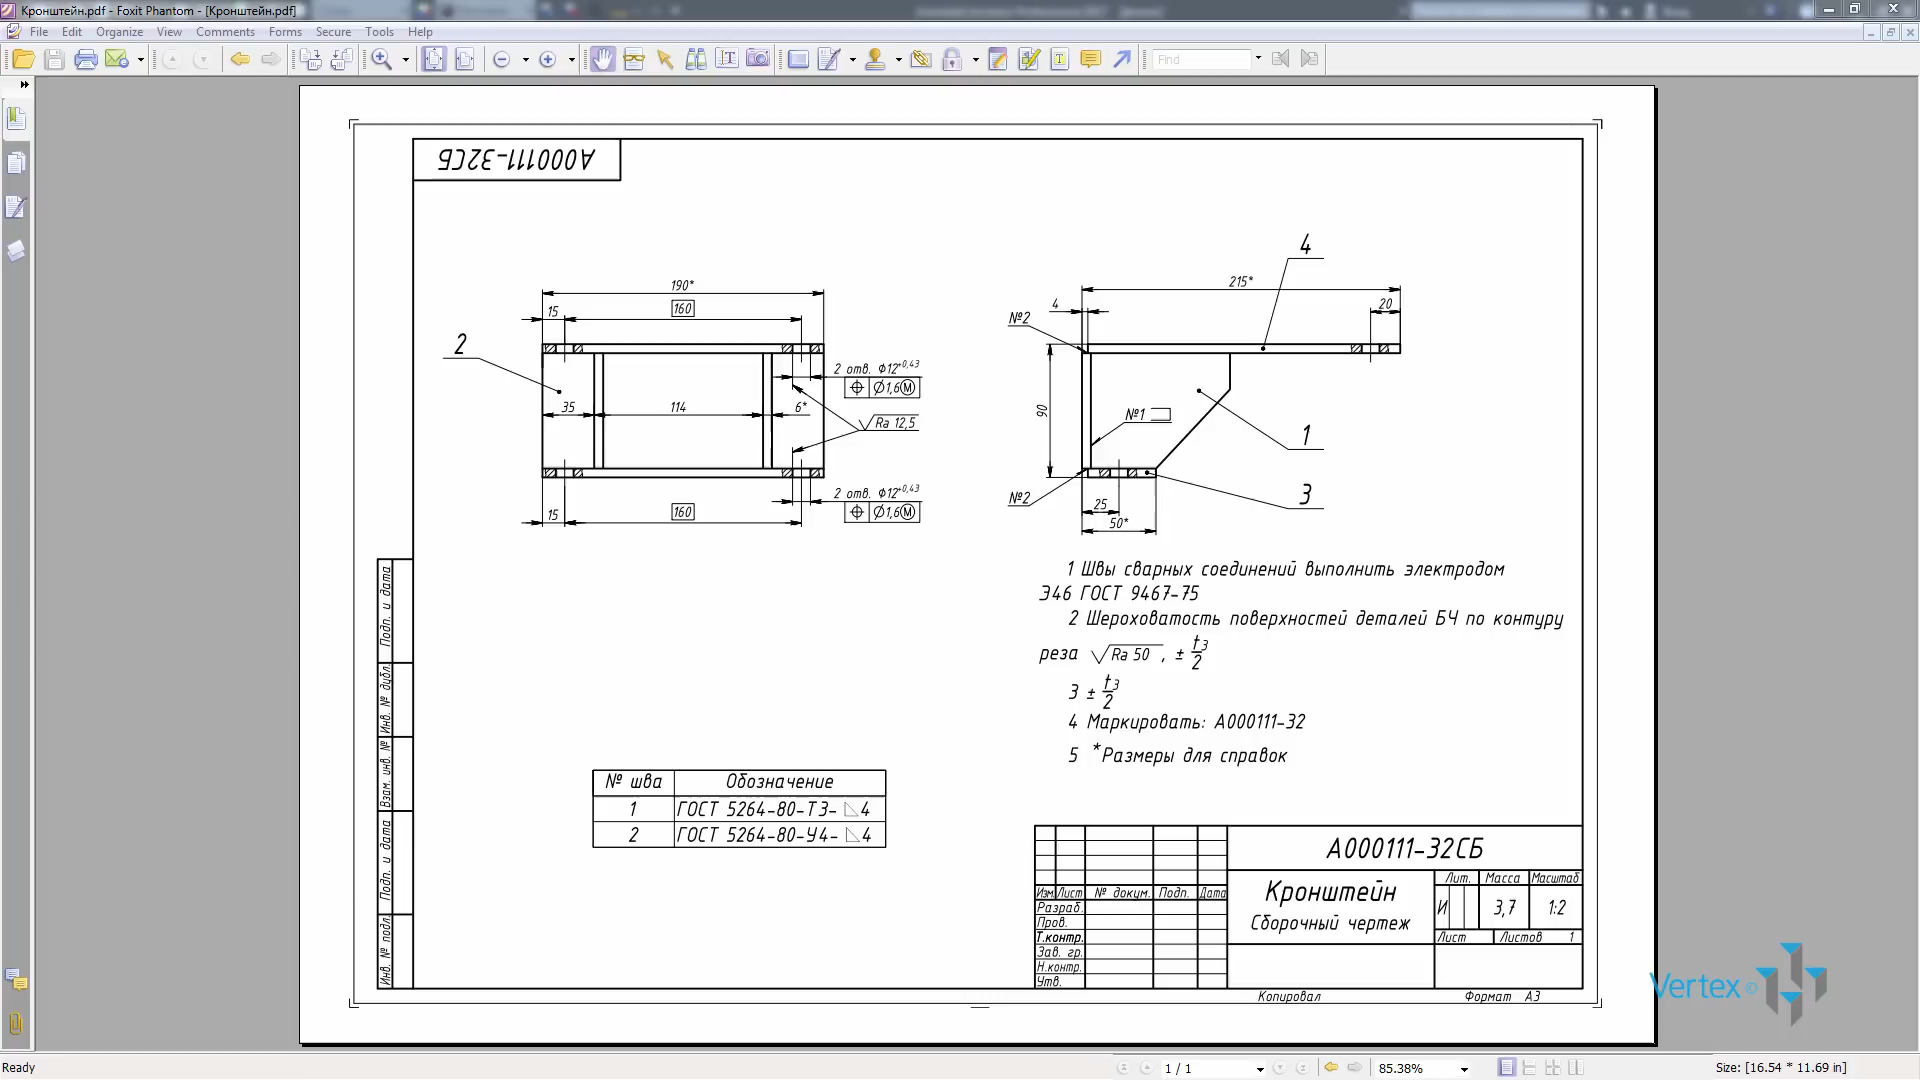 Кронштейн.pdf - Foxit Phantom - [Кронштейн.pdf]
File Edit Organize View Comments Forms Secure Tools Help
Find
А000111-32СБ
190*
15 160
2
35 114 6*
2 отв. Φ12+0,43
Ø1,6Ⓜ
Ra 12,5
2 отв. Φ12+0,43
Ø1,6Ⓜ
15 160
4
215*
4 20
№2
90
№1
1
№2
3
25
50*
1 Швы сварных соединений выполнить электродом
Э46 ГОСТ 9467-75
2 Шероховатость поверхностей деталей БЧ по контуру
реза √Ra 50 , ± t3/2
3 ± t3/2
4 Маркировать: А000111-32
5 *Размеры для справок
№ шва Обозначение
1 ГОСТ 5264-80-Т3-◺4
2 ГОСТ 5264-80-У4-◺4
Подп. и дата
Инв. № дубл.
Взам. инв. №
Подп. и дата
Инв. № подл.
А000111-32СБ
Изм. Лист № докум. Подп. Дата
Разраб.
Пров.
Т.контр.
Зав. гр.
Н.контр.
Утв.
Кронштейн
Сборочный чертеж
Лит. Масса Масштаб
И 3,7 1:2
Лист Листов 1
Копировал Формат А3
Vertex ©
Ready
1 / 1
85.38%
Size: [16.54 * 11.69 in]